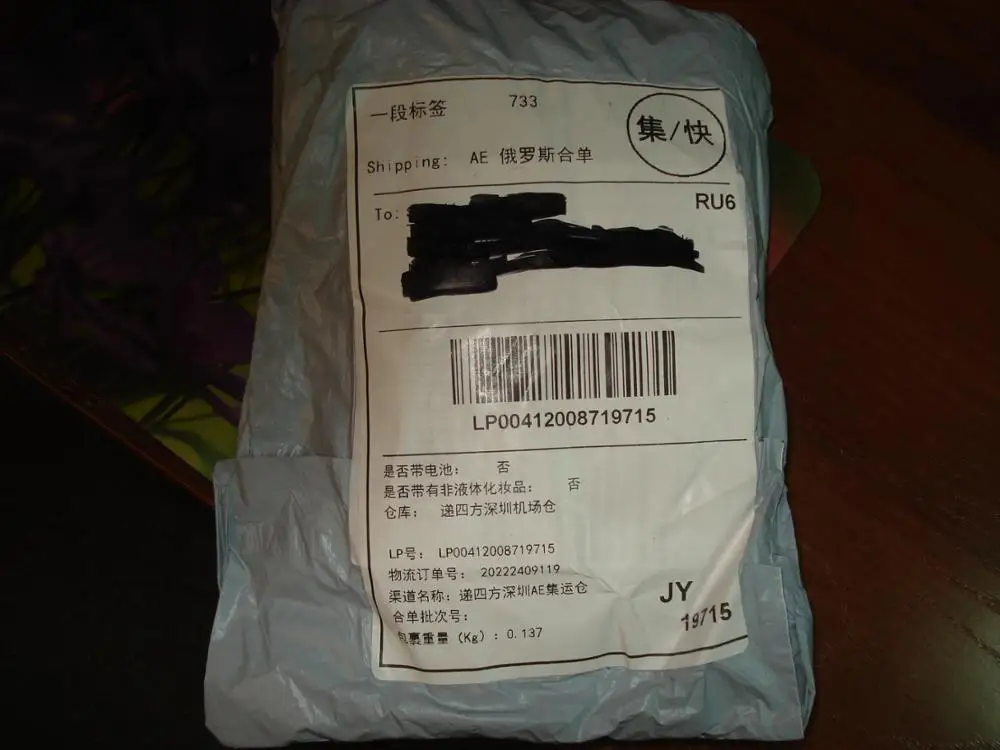 一段标签 733
集/快
Shipping: AE 俄罗斯合单
To:
RU6
LP00412008719715
是否带电池: 否
是否带有非液体化妆品: 否
仓库: 递四方深圳机场仓
LP号: LP00412008719715
物流订单号: 20222409119
渠道名称: 递四方深圳AE集运仓
合单批次号:
包裹重量 (Kg) : 0.137
JY
19715